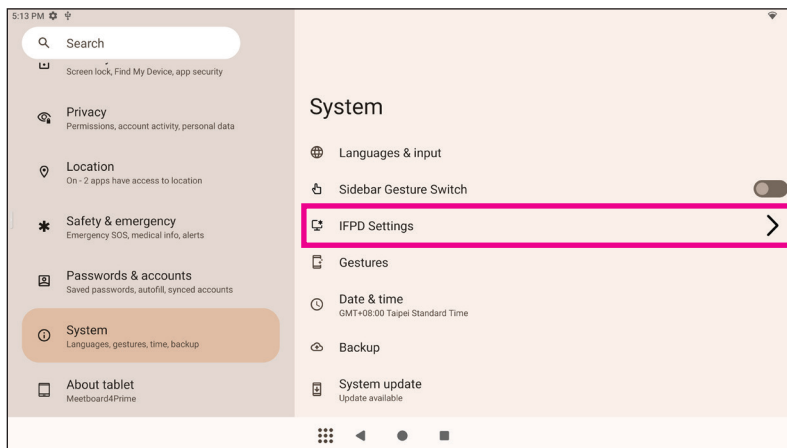 5:13 PM
Search
Screen lock, Find My Device, app security
Privacy
Permissions, account activity, personal data
Location
On - 2 apps have access to location
Safety & emergency
Emergency SOS, medical info, alerts
Passwords & accounts
Saved passwords, autofill, synced accounts
System
Languages, gestures, time, backup
About tablet
Meetboard4Prime
System
Languages & input
Sidebar Gesture Switch
IFPD Settings
Gestures
Date & time
GMT+08:00 Taipei Standard Time
Backup
System update
Update available